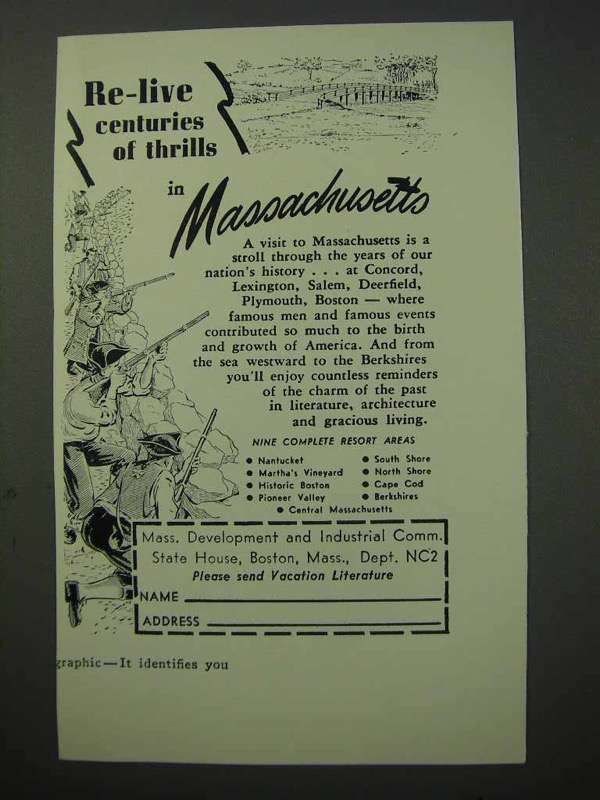 Re-live
centuries
of thrills
in
Massachusetts
A visit to Massachusetts is a
stroll through the years of our
nation's history . . . at Concord,
Lexington, Salem, Deerfield,
Plymouth, Boston — where
famous men and famous events
contributed so much to the birth
and growth of America. And from
the sea westward to the Berkshires
you'll enjoy countless reminders
of the charm of the past
in literature, architecture
and gracious living.
NINE COMPLETE RESORT AREAS
• Nantucket
• Martha's Vineyard
• Historic Boston
• Pioneer Valley
• South Shore
• North Shore
• Cape Cod
• Berkshires
• Central Massachusetts
Mass. Development and Industrial Comm.
State House, Boston, Mass., Dept. NC2
Please send Vacation Literature
NAME
ADDRESS
graphic—It identifies you